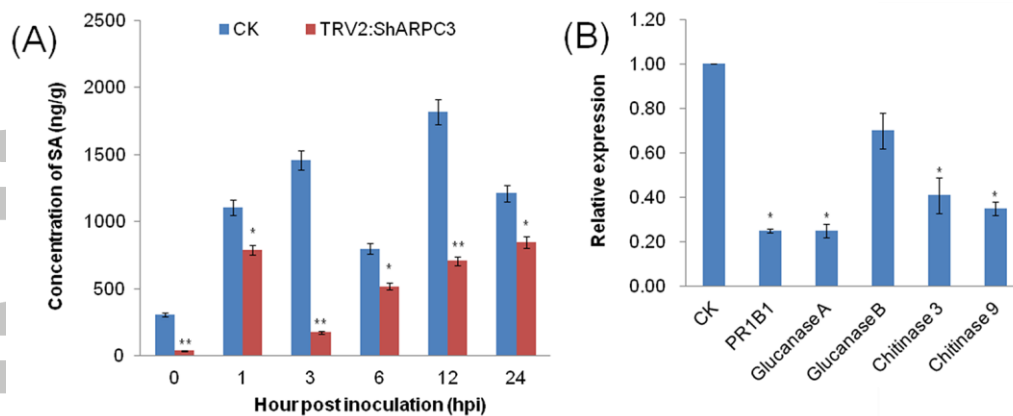 (A)
CK
TRV2:ShARPC3
Concentration of SA (ng/g)
2500
2000
1500
1000
500
0
**
*
**
*
**
*
0 1 3 6 12 24
Hour post inoculation (hpi)
(B)
Relative expression
1.20
1.00
0.80
0.60
0.40
0.20
0.00
*
*
*
*
CK
PR1B1
Glucanase A
Glucanase B
Chitinase 3
Chitinase 9